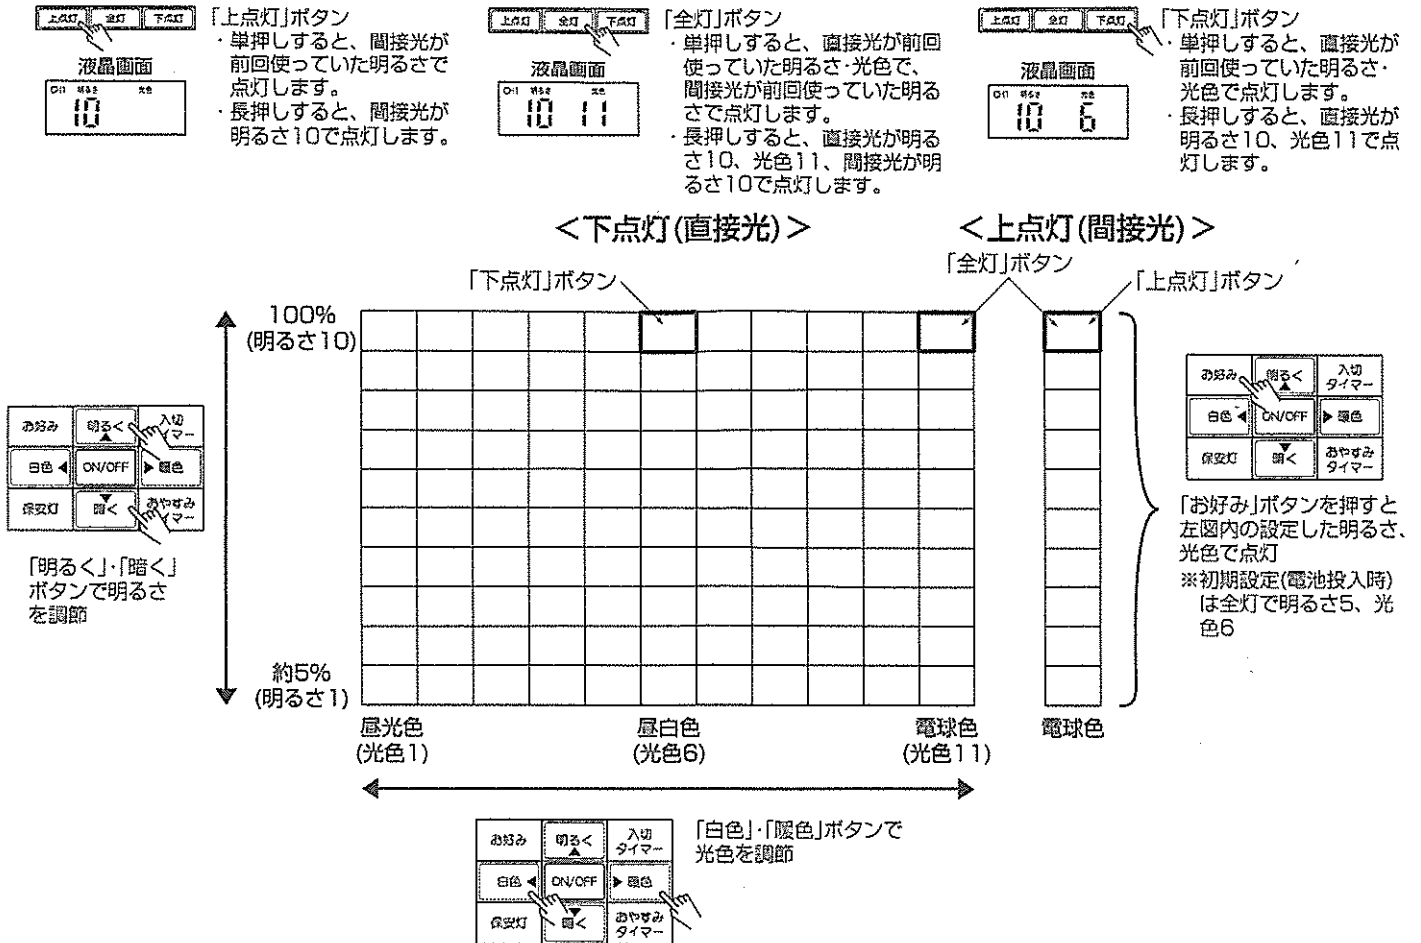 上点灯 全灯 下点灯
液晶画面
CH1 明るさ 光色
10
「上点灯」ボタン
・単押しすると、間接光が
前回使っていた明るさで
点灯します。
・長押しすると、間接光が
明るさ10で点灯します。
上点灯 全灯 下点灯
液晶画面
CH1 明るさ 光色
10 11
「全灯」ボタン
・単押しすると、直接光が前回
使っていた明るさ・光色で、
間接光が前回使っていた明る
さで点灯します。
・長押しすると、直接光が明る
さ10、光色11、間接光が明
るさ10で点灯します。
上点灯 全灯 下点灯
液晶画面
CH1 明るさ 光色
10 6
「下点灯」ボタン
・単押しすると、直接光が
前回使っていた明るさ・
光色で点灯します。
・長押しすると、直接光が
明るさ10、光色11で点
灯します。
＜下点灯(直接光)＞
＜上点灯(間接光)＞
「下点灯」ボタン
「全灯」ボタン
「上点灯」ボタン
100%
(明るさ10)
約5%
(明るさ1)
お好み 明るく 入切
イマー
白色 ON/OFF 暖色
保安灯 暗く おやすみ
イマー
「明るく」・「暗く」
ボタンで明るさ
を調節
お好み 明るく 入切
タイマー
白色 ON/OFF 暖色
保安灯 暗く おやすみ
タイマー
「お好み」ボタンを押すと
左図内の設定した明るさ、
光色で点灯
※初期設定(電池投入時)
は全灯で明るさ5、光
色6
昼光色
(光色1)
昼白色
(光色6)
電球色
(光色11)
電球色
お好み 明るく 入切
タイマー
白色 ON/OFF 暖色
保安灯 暗く おやすみ
タイマー
「白色」・「暖色」ボタンで
光色を調節